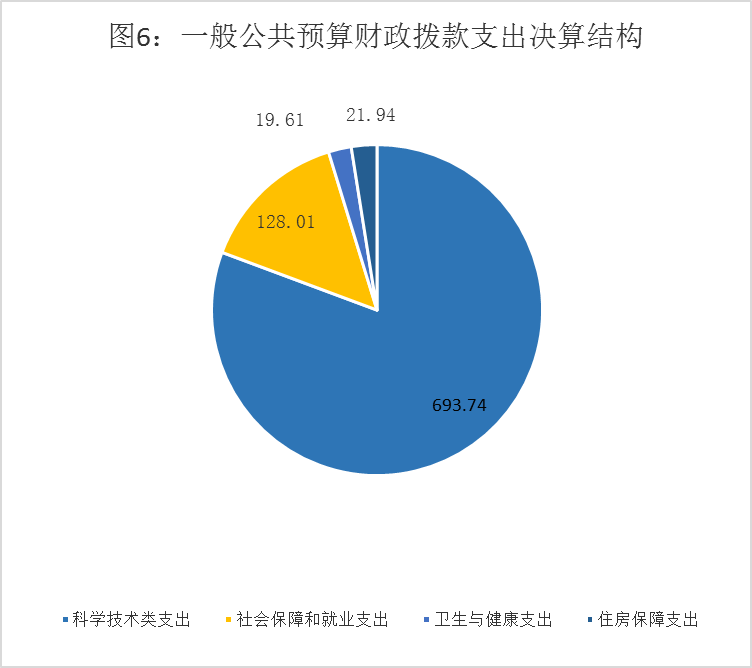 图6：一般公共预算财政拨款支出决算结构
19.61
21.94
128.01
693.74
科学技术类支出
社会保障和就业支出
卫生与健康支出
住房保障支出